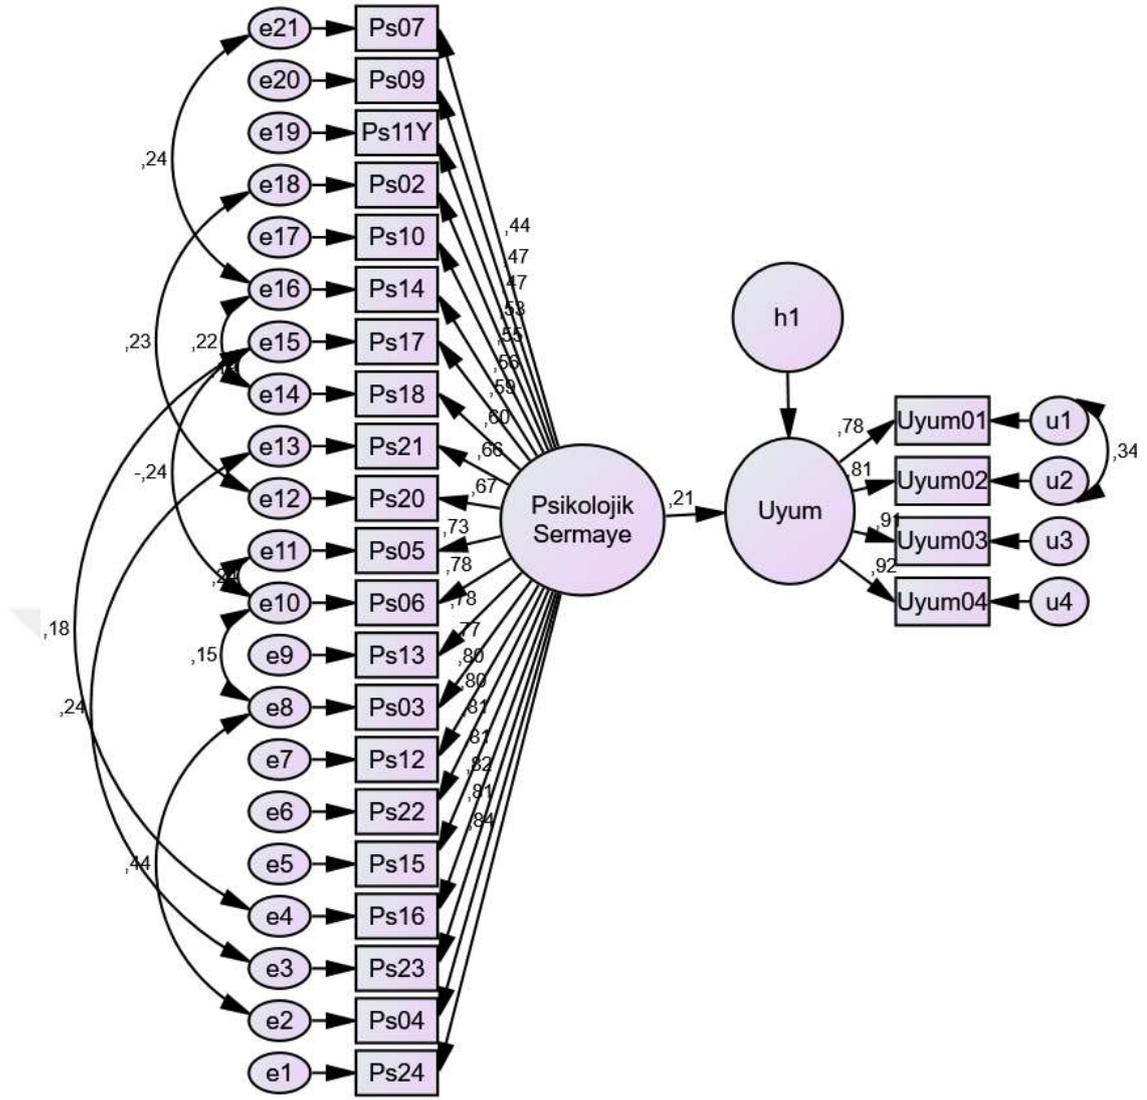 e21 Ps07
e20 Ps09
e19 Ps11Y
,24
e18 Ps02
e17 Ps10
,44
47
e16 Ps14
47
,53
h1
,23
,22
e15 Ps17
,55
,56
e14 Ps18
,59
,60
Uyum01 u1
,78
e13 Ps21
,66
,34
-,24
,81
Uyum02 u2
e12 Ps20
,67
Psikolojik
Sermaye
,21
Uyum
,91
,73
Uyum03 u3
e11 Ps05
,78
,92
e10 Ps06
,78
Uyum04 u4
,18
,15
e9 Ps13
77
,80
,80
,24
e8 Ps03
,81
81
e7 Ps12
,82
,81
e6 Ps22
,84
,44
e5 Ps15
e4 Ps16
e3 Ps23
e2 Ps04
e1 Ps24